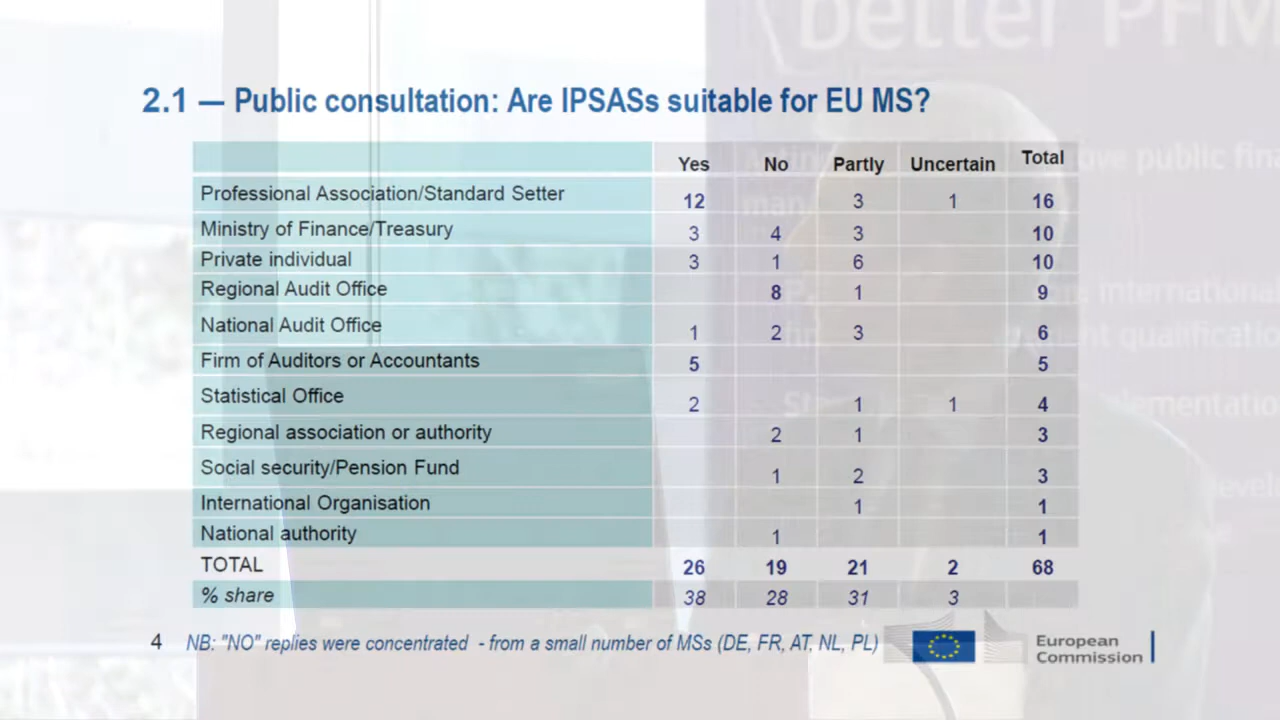 better PFM
2.1 — Public consultation: Are IPSASs suitable for EU MS?
Yes No Partly Uncertain Total
Professional Association/Standard Setter 12 3 1 16
Ministry of Finance/Treasury 3 4 3 10
Private individual 3 1 6 10
Regional Audit Office 8 1 9
National Audit Office 1 2 3 6
Firm of Auditors or Accountants 5 5
Statistical Office 2 1 1 4
Regional association or authority 2 1 3
Social security/Pension Fund 1 2 3
International Organisation 1 1
National authority 1 1
TOTAL 26 19 21 2 68
% share 38 28 31 3
4 NB: "NO" replies were concentrated - from a small number of MSs (DE, FR, AT, NL, PL)
European
Commission